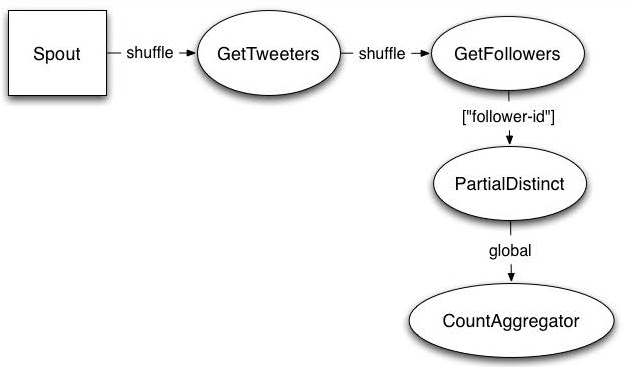 Spout
shuffle
GetTweeters
shuffle
GetFollowers
["follower-id"]
PartialDistinct
global
CountAggregator